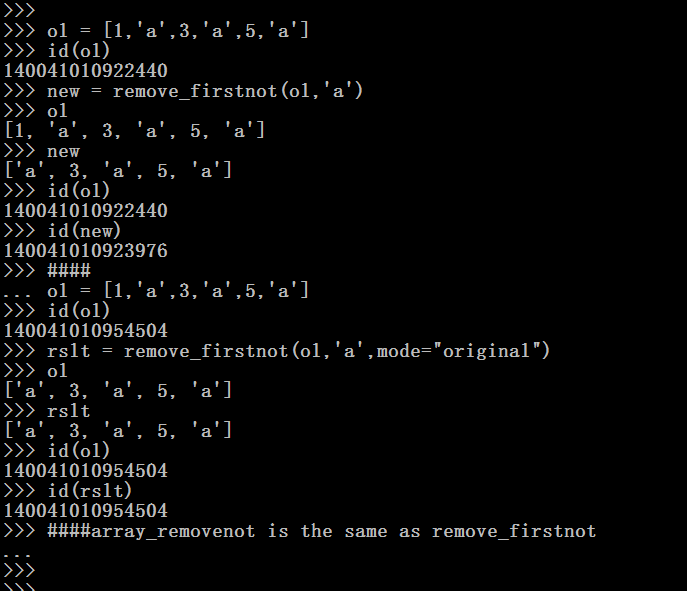 >>>
>>> ol = [1,'a',3,'a',5,'a']
>>> id(ol)
140041010922440
>>> new = remove_firstnot(ol,'a')
>>> ol
[1, 'a', 3, 'a', 5, 'a']
>>> new
['a', 3, 'a', 5, 'a']
>>> id(ol)
140041010922440
>>> id(new)
140041010923976
>>> ####
... ol = [1,'a',3,'a',5,'a']
>>> id(ol)
140041010954504
>>> rslt = remove_firstnot(ol,'a',mode="original")
>>> ol
['a', 3, 'a', 5, 'a']
>>> rslt
['a', 3, 'a', 5, 'a']
>>> id(ol)
140041010954504
>>> id(rslt)
140041010954504
>>> ####array_removenot is the same as remove_firstnot
...
>>>
>>>